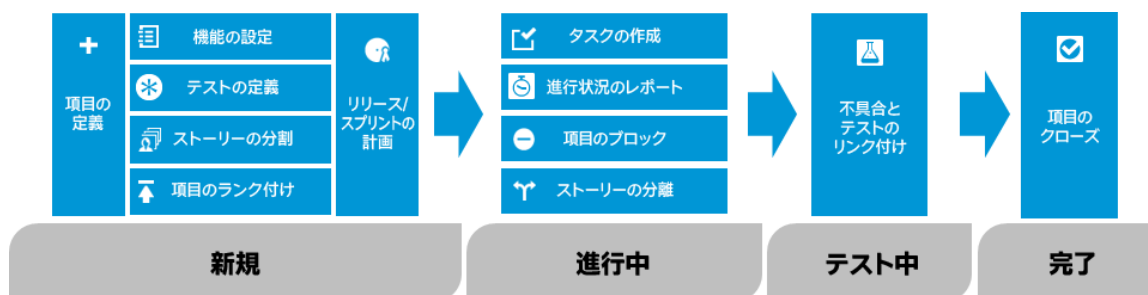 項目の
定義
機能の設定
テストの定義
ストーリーの分割
項目のランク付け
リリース/
スプリントの
計画
タスクの作成
進行状況のレポート
項目のブロック
ストーリーの分離
不具合と
テストの
リンク付け
項目の
クローズ
新規
進行中
テスト中
完了